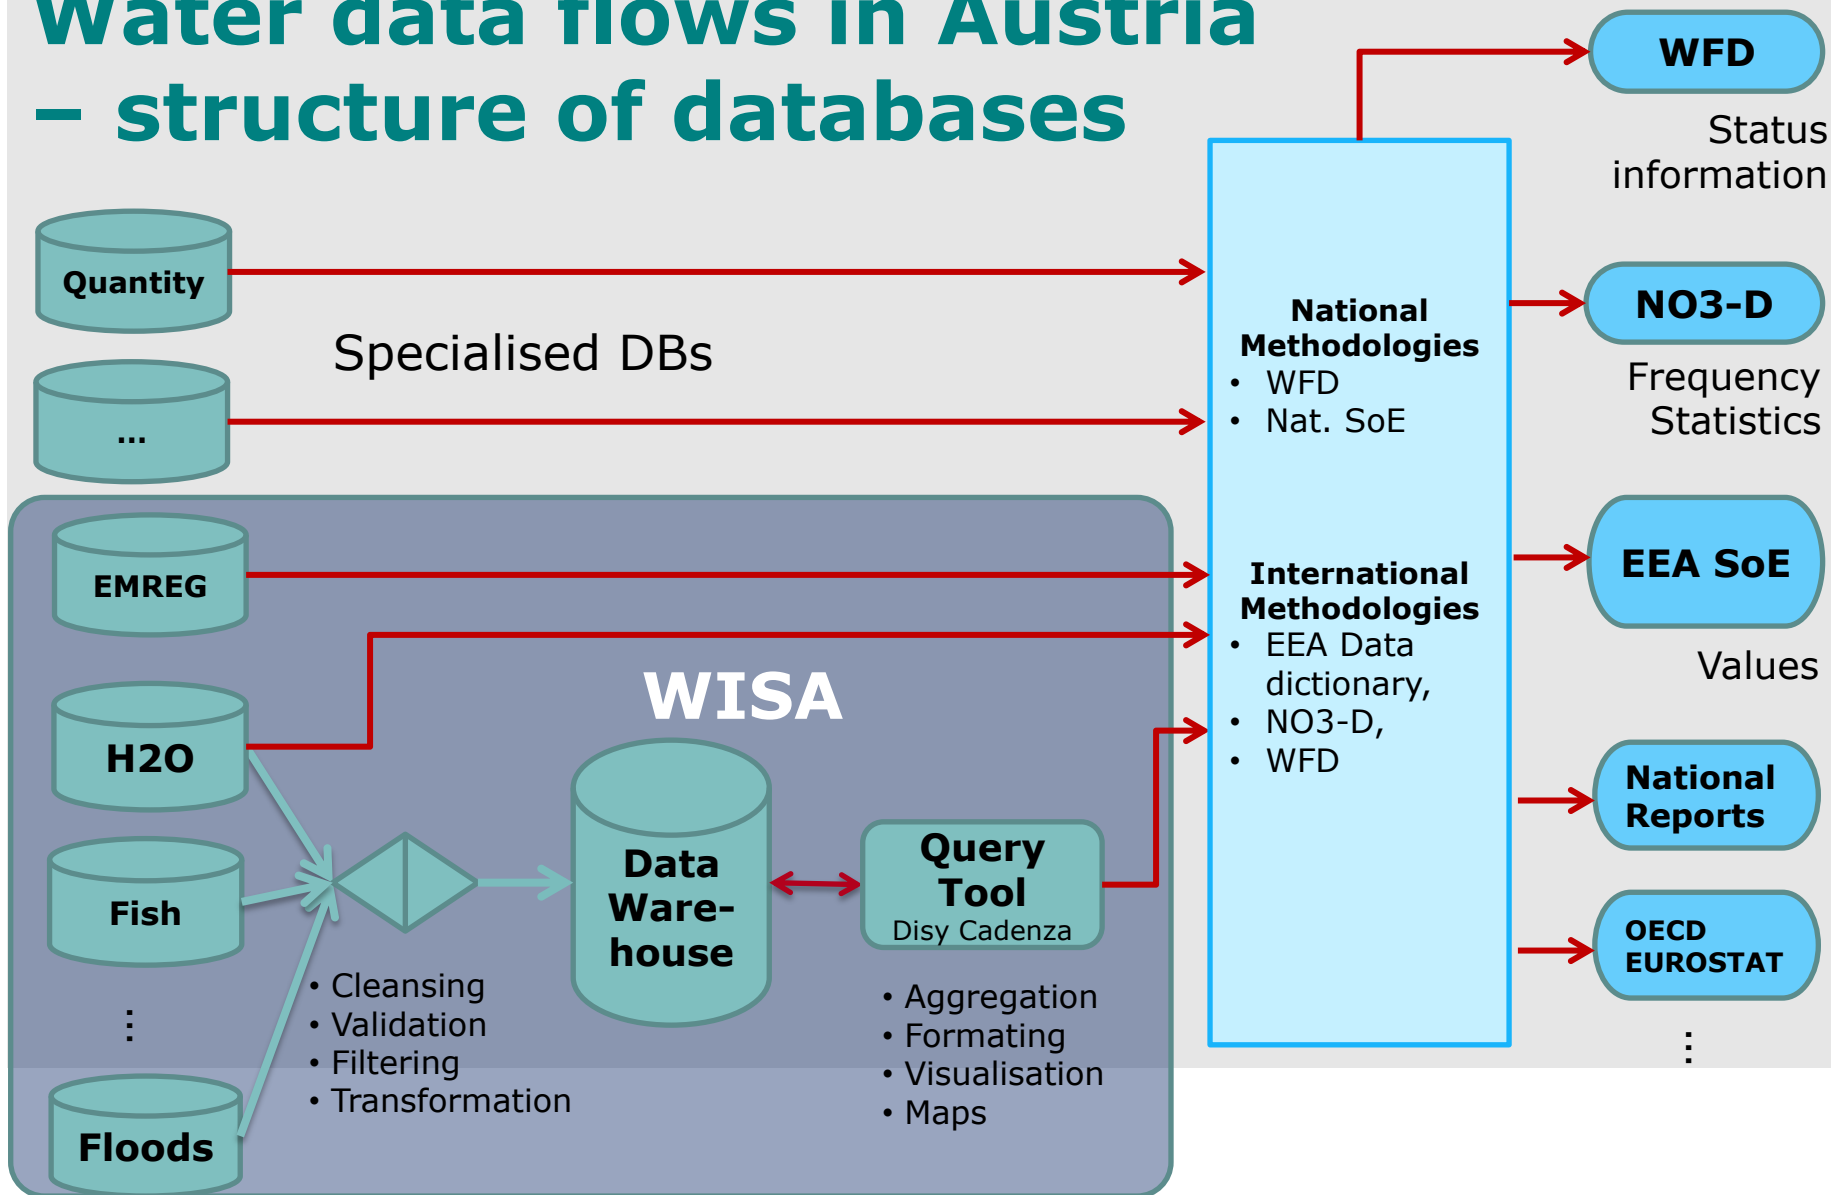 Water data flows in Austria
– structure of databases
Quantity
Specialised DBs
...
EMREG
H2O
Fish
...
Floods
WISA
• Cleansing
• Validation
• Filtering
• Transformation
Data
Ware-
house
Query
Tool
Disy Cadenza
• Aggregation
• Formating
• Visualisation
• Maps
National
Methodologies
• WFD
• Nat. SoE
International
Methodologies
• EEA Data
dictionary,
• NO3-D,
• WFD
WFD
Status
information
NO3-D
Frequency
Statistics
EEA SoE
Values
National
Reports
OECD
EUROSTAT
...